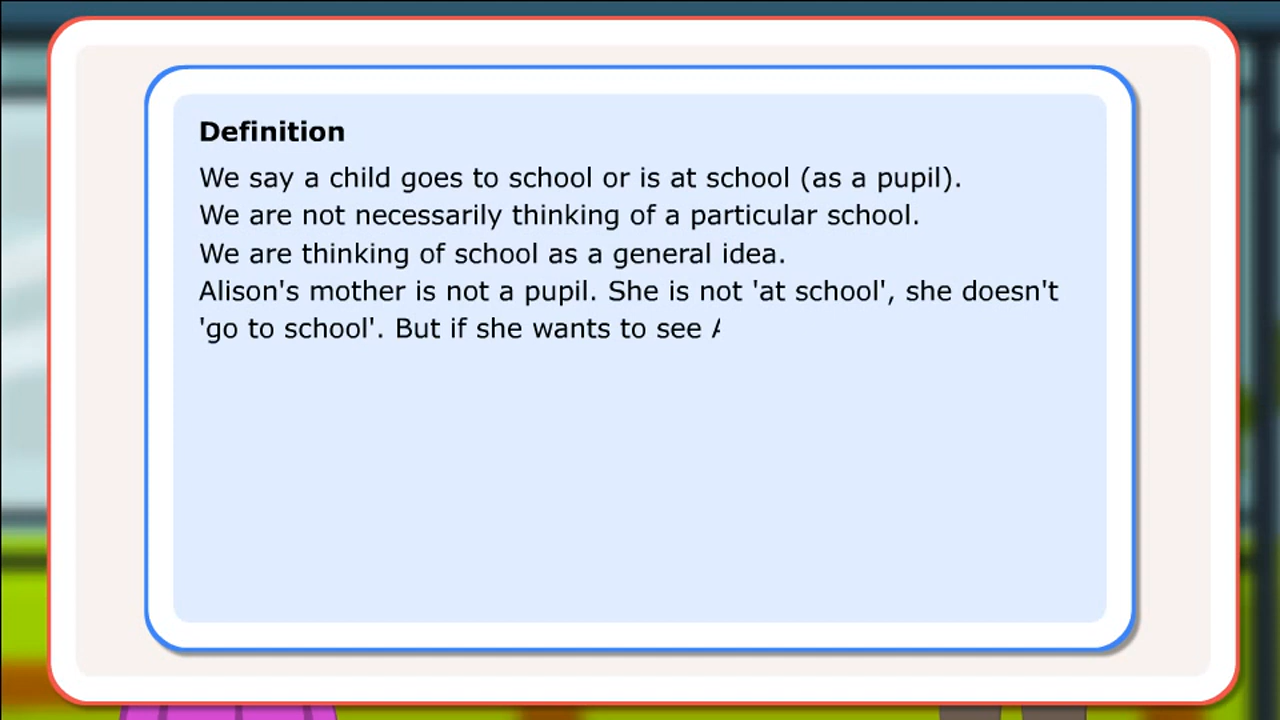 Definition
We say a child goes to school or is at school (as a pupil).
We are not necessarily thinking of a particular school.
We are thinking of school as a general idea.
Alison's mother is not a pupil. She is not 'at school', she doesn't
'go to school'. But if she wants to see